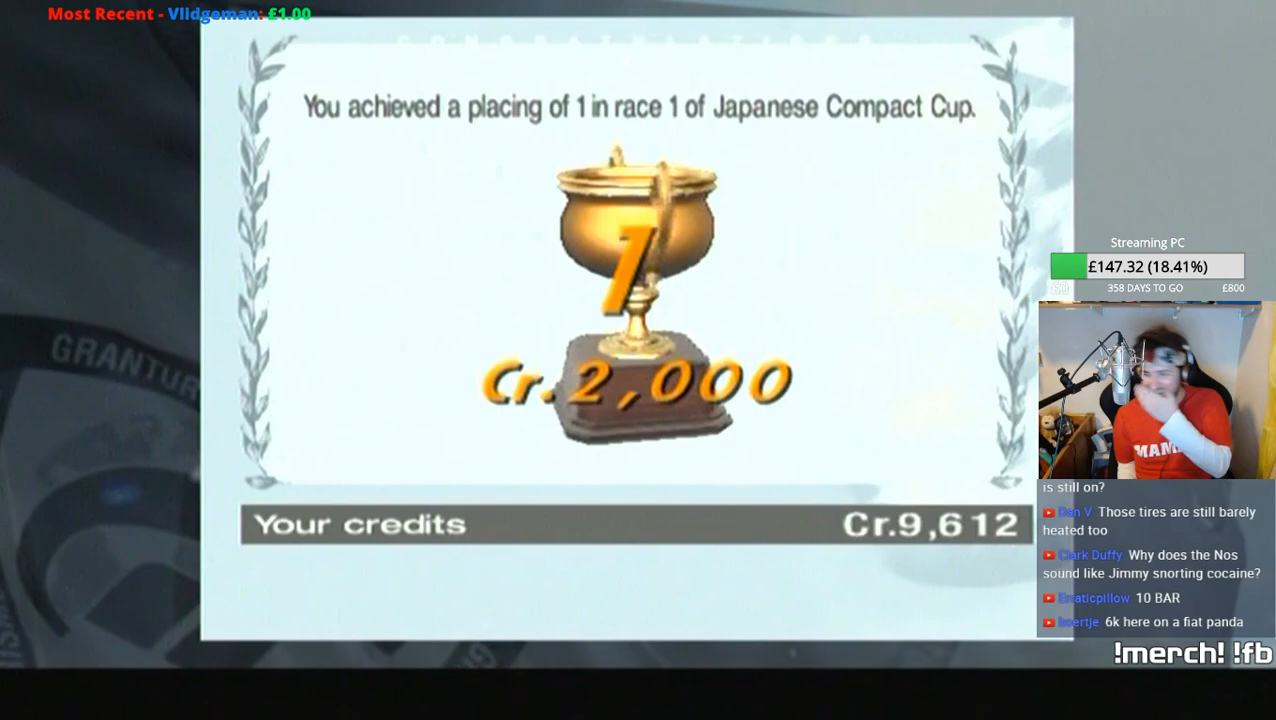 Most Recent - VIldgeman: £1.00
CONGRATULATIONS
You achieved a placing of 1 in race 1 of Japanese Compact Cup.
1
Cr.2,000
Your credits Cr.9,612
GRANTUR
Streaming PC
£147.32 (18.41%)
358 DAYS TO GO £800
MAM
is still on?
Dan V Those tires are still barely
heated too
Clark Duffy Why does the Nos
sound like Jimmy snorting cocaine?
Erraticpillow 10 BAR
6k here on a fiat panda
!merch! !fb